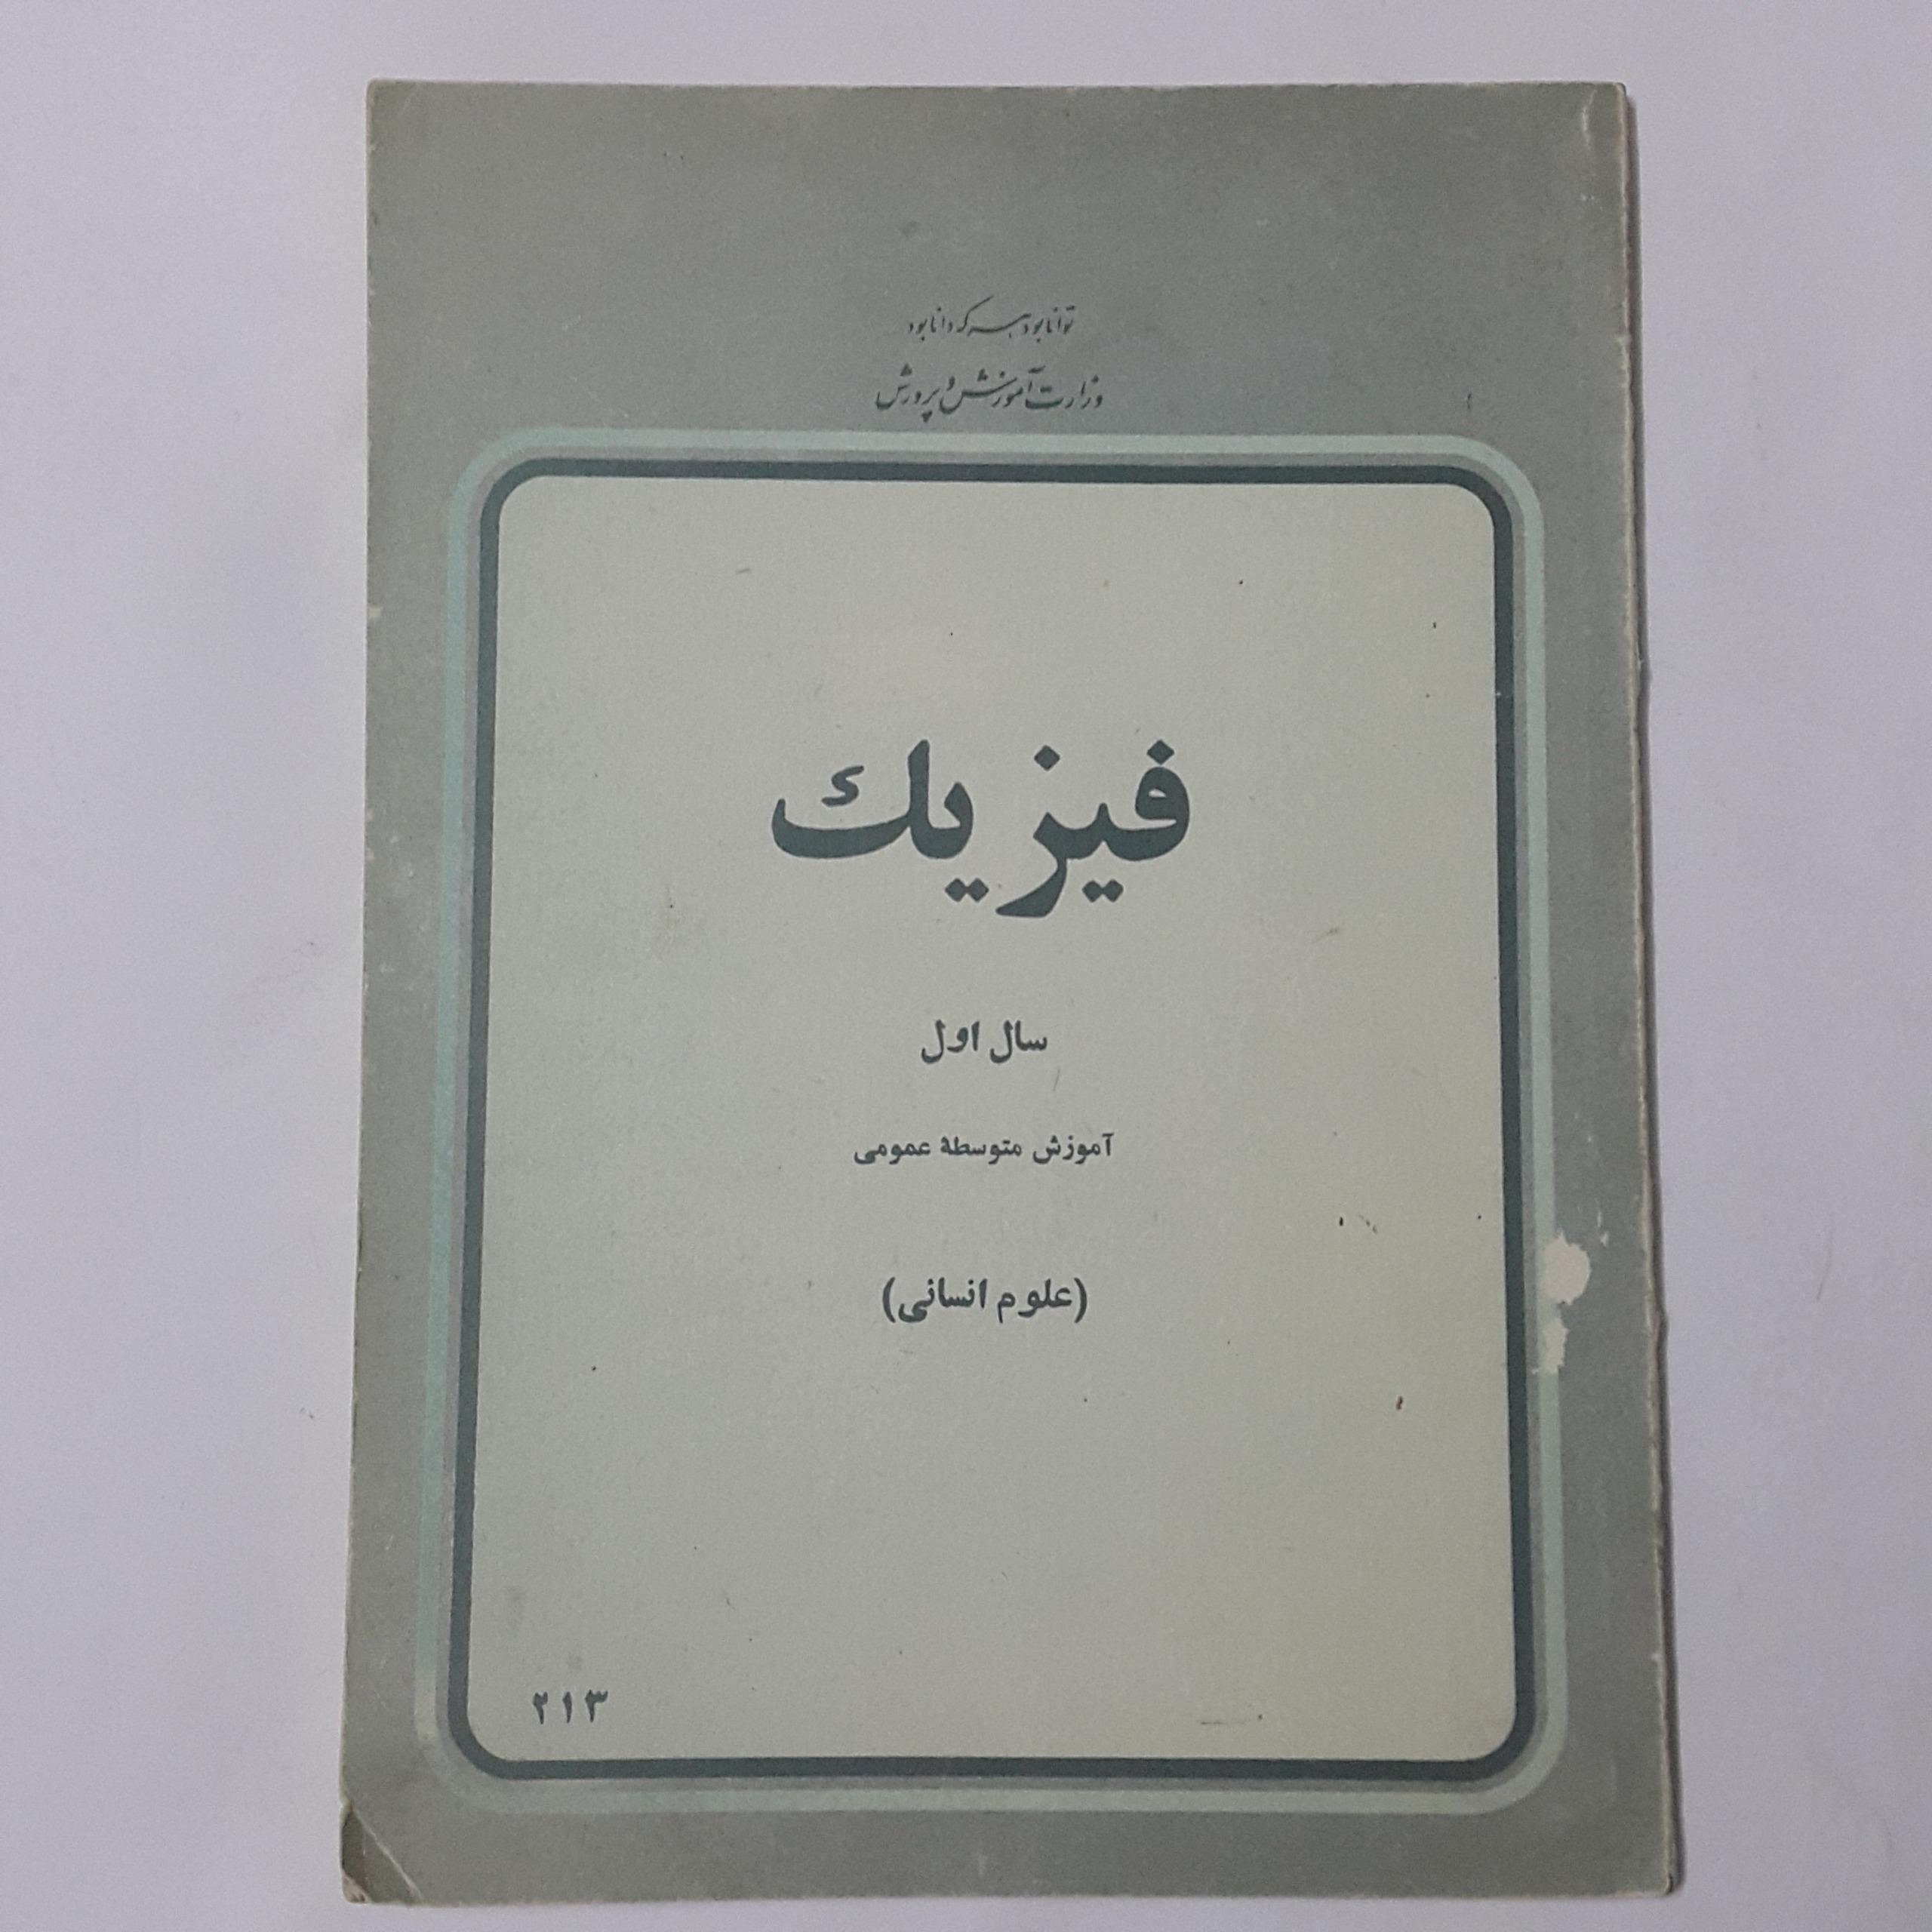 توانا بود هر که دانا بود
وزارت آموزش و پرورش
فیزیك
سال اول
آموزش متوسطهٔ عمومی
(علوم انسانی)
۲۱۳